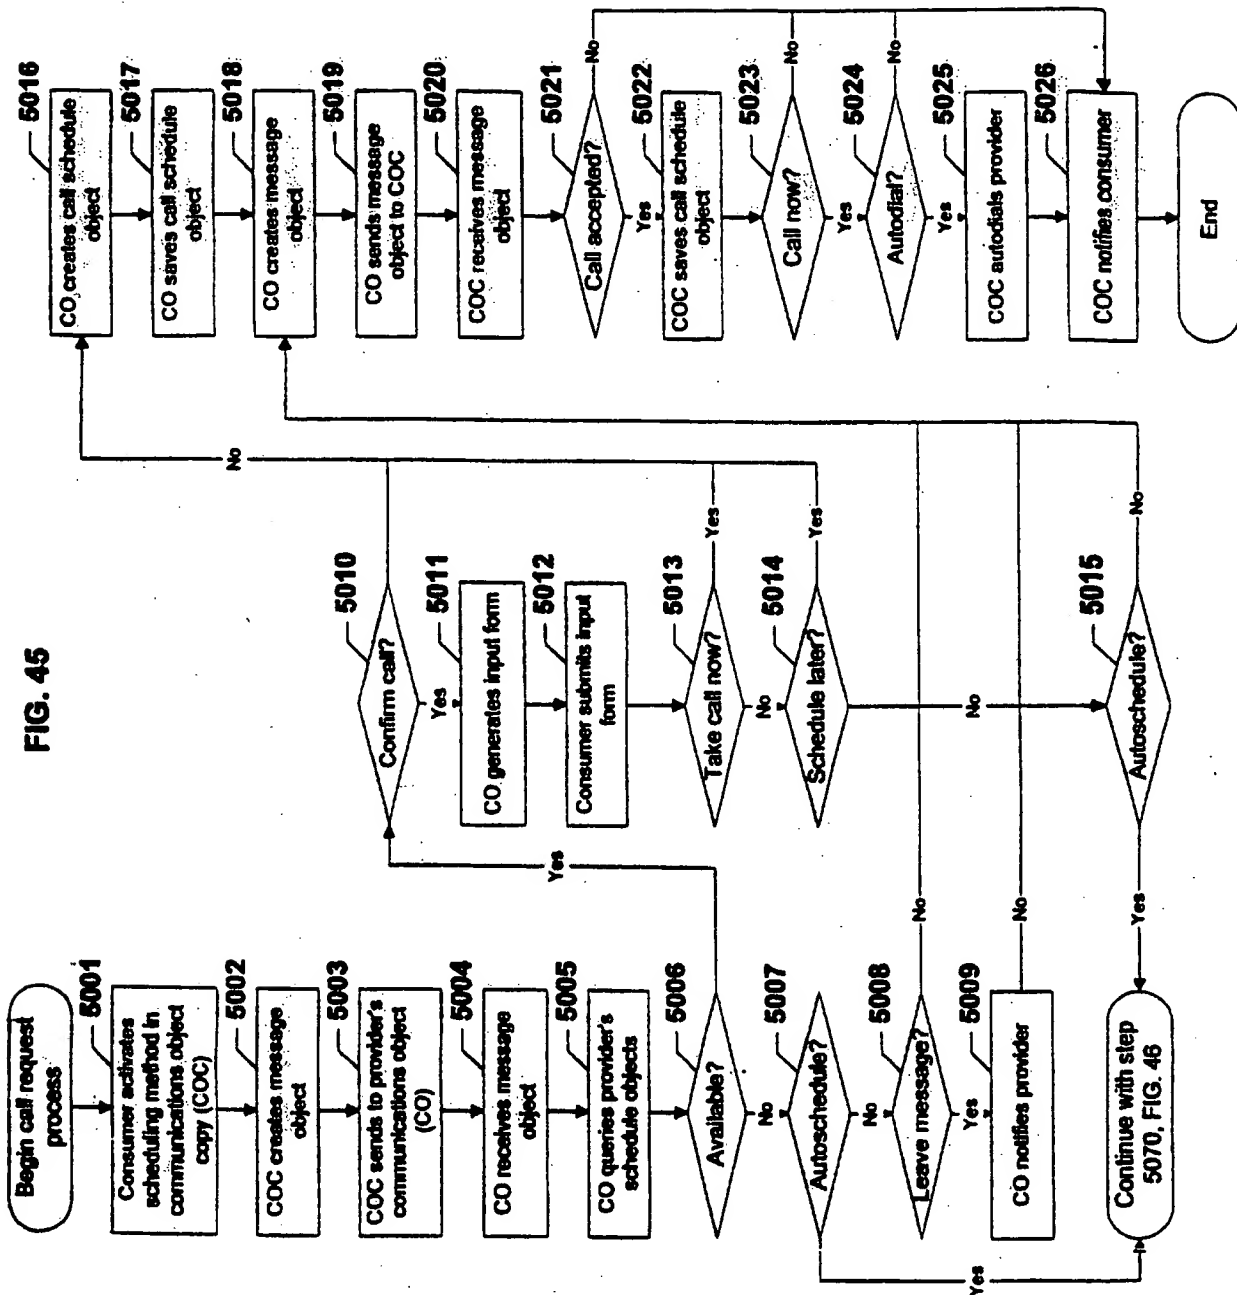 FIG. 45
Begin call request
process
5001
Consumer activates
scheduling method in
communications object
copy (COC)
5002
COC creates message
object
5003
COC sends to provider's
communications object
(CO)
5004
CO receives message
object
5005
CO queries provider's
schedule objects
5006
Available?
Yes
No
5007
Autoschedule?
Yes
No
5008
Leave message?
No
Yes
5009
CO notifies provider
No
Continue with step
5070, FIG. 46
5010
Confirm call?
No
Yes
5011
CO generates input form
5012
Consumer submits input
form
5013
Take call now?
Yes
No
5014
Schedule later?
Yes
No
5015
Autoschedule?
Yes
No
5016
CO creates call schedule
object
5017
CO saves call schedule
object
5018
CO creates message
object
5019
CO sends message
object to COC
5020
COC receives message
object
5021
Call accepted?
No
Yes
5022
COC saves call schedule
object
5023
Call now?
No
Yes
5024
Autodial?
No
Yes
5025
COC autodials provider
5026
COC notifies consumer
End